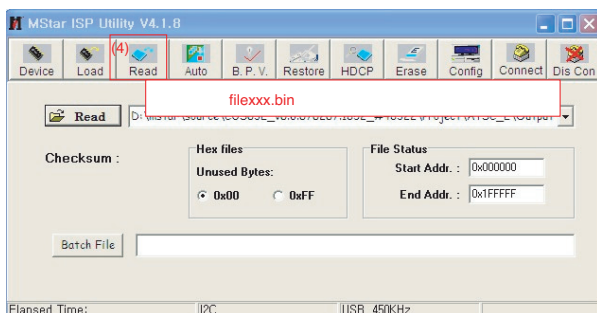 MStar ISP Utility V4.1.8
(4)
Device Load Read Auto B. P. V. Restore HDCP Erase Config Connect Dis Con
filexxx.bin
Read
Checksum :
Hex files
Unused Bytes:
0x00 0xFF
File Status
Start Addr. : 0x000000
End Addr. : 0x1FFFFF
Batch File
Elapsed Time: I2C USB 450KHz